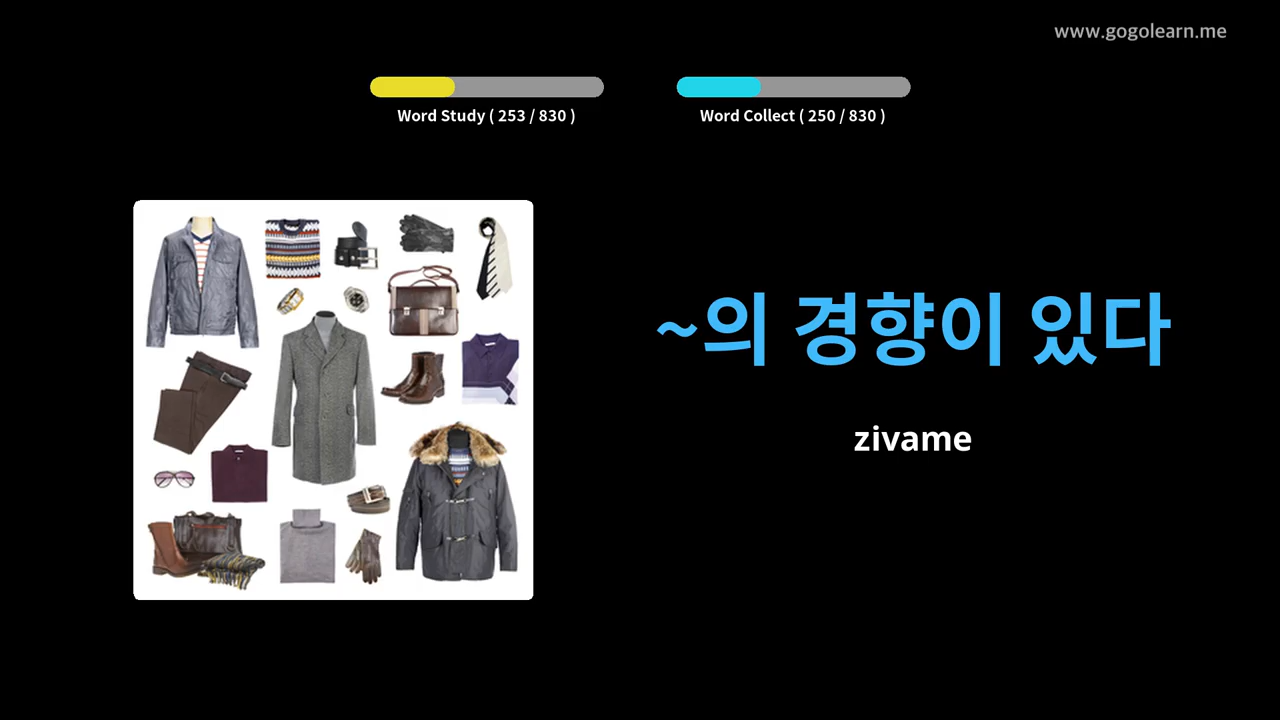 www.gogolearn.me
Word Study ( 253 / 830 )
Word Collect ( 250 / 830 )
~의 경향이 있다
zivame